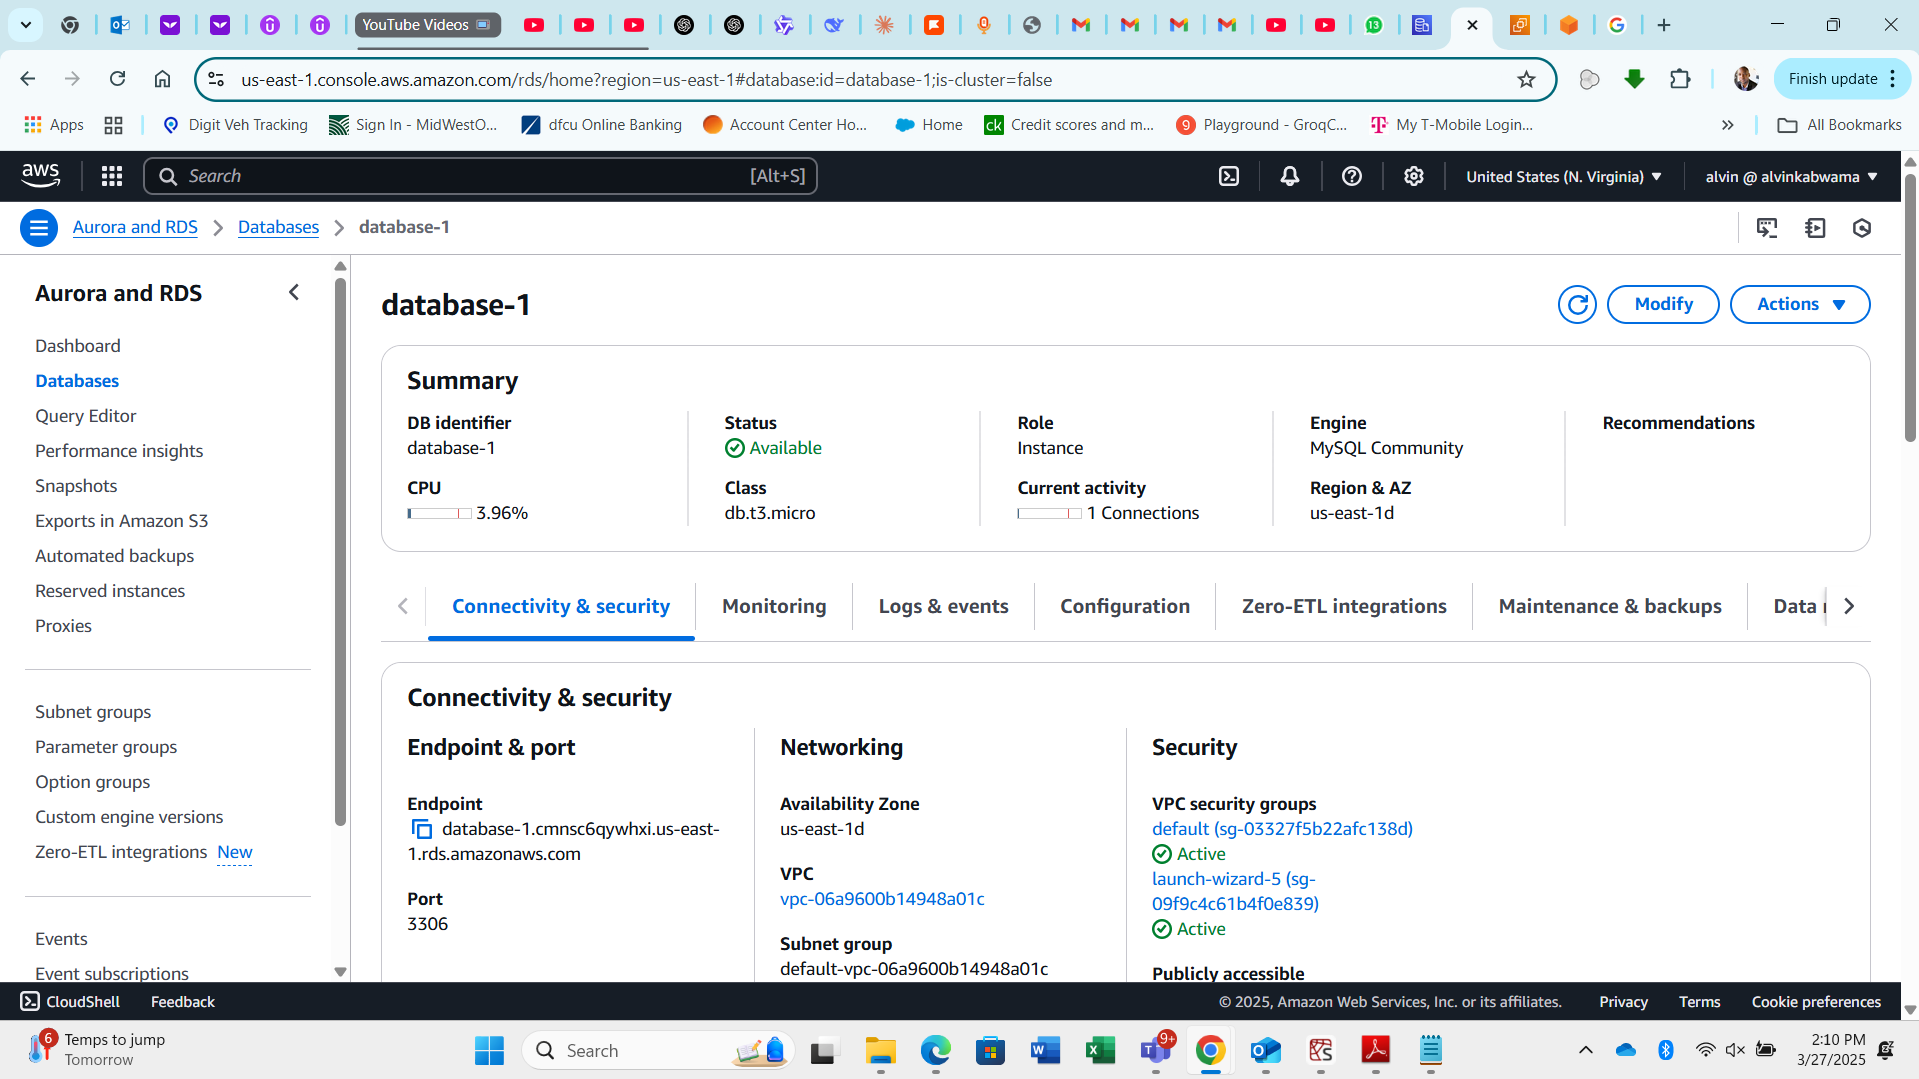 YouTube Videos
13
us-east-1.console.aws.amazon.com/rds/home?region=us-east-1#database:id=database-1;is-cluster=false
Finish update
Apps
Digit Veh Tracking
Sign In - MidWestO...
dfcu Online Banking
Account Center Ho...
Home
ck Credit scores and m...
9 Playground - GroqC...
My T-Mobile Login...
All Bookmarks
aws
Search [Alt+S]
United States (N. Virginia)
alvin @ alvinkabwama
Aurora and RDS
Databases
database-1
Aurora and RDS
Dashboard
Databases
Query Editor
Performance insights
Snapshots
Exports in Amazon S3
Automated backups
Reserved instances
Proxies
Subnet groups
Parameter groups
Option groups
Custom engine versions
Zero-ETL integrations New
Events
Event subscriptions
database-1
Modify
Actions
Summary
DB identifier
database-1
CPU
3.96%
Status
Available
Class
db.t3.micro
Role
Instance
Current activity
1 Connections
Engine
MySQL Community
Region & AZ
us-east-1d
Recommendations
Connectivity & security
Monitoring
Logs & events
Configuration
Zero-ETL integrations
Maintenance & backups
Data
Connectivity & security
Endpoint & port
Endpoint
database-1.cmnsc6qywhxi.us-east-
1.rds.amazonaws.com
Port
3306
Networking
Availability Zone
us-east-1d
VPC
vpc-06a9600b14948a01c
Subnet group
default-vpc-06a9600b14948a01c
Security
VPC security groups
default (sg-03327f5b22afc138d)
Active
launch-wizard-5 (sg-
09f9c4c61b4f0e839)
Active
Publicly accessible
CloudShell
Feedback
© 2025, Amazon Web Services, Inc. or its affiliates.
Privacy
Terms
Cookie preferences
6
Temps to jump
Tomorrow
Search
9+
2:10 PM
3/27/2025